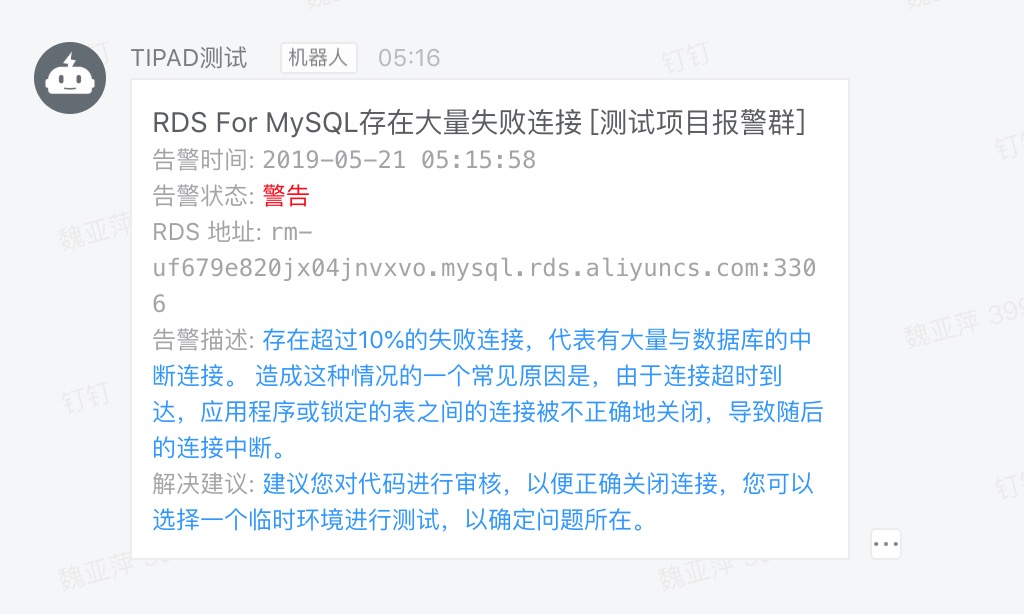 TIPAD测试 机器人 05:16
钉钉
RDS For MySQL存在大量失败连接 [测试项目报警群]
告警时间: 2019-05-21 05:15:58
告警状态: 警告
RDS 地址: rm-
uf679e820jx04jnvxvo.mysql.rds.aliyuncs.com:330
6
告警描述: 存在超过10%的失败连接，代表有大量与数据库的中
断连接。 造成这种情况的一个常见原因是，由于连接超时到
达，应用程序或锁定的表之间的连接被不正确地关闭，导致随后
的连接中断。
解决建议: 建议您对代码进行审核，以便正确关闭连接，您可以
选择一个临时环境进行测试，以确定问题所在。
魏亚萍
魏亚萍 399
钉钉
魏亚萍
魏亚萍